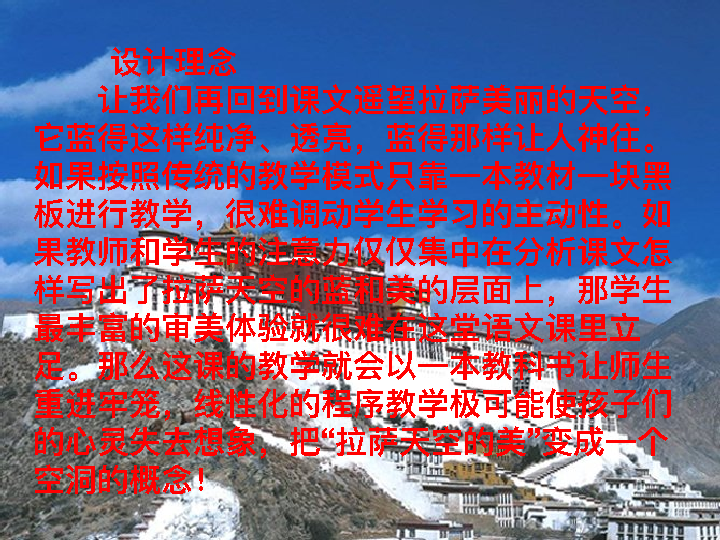 设计理念
让我们再回到课文遥望拉萨美丽的天空，
它蓝得这样纯净、透亮，蓝得那样让人神往。
如果按照传统的教学模式只靠一本教材一块黑
板进行教学，很难调动学生学习的主动性。如
果教师和学生的注意力仅仅集中在分析课文怎
样写出了拉萨天空的蓝和美的层面上，那学生
最丰富的审美体验就很难在这堂语文课里立
足。那么这课的教学就会以一本教科书让师生
重进牢笼，线性化的程序教学极可能使孩子们
的心灵失去想象，把“拉萨天空的美”变成一个
空洞的概念！